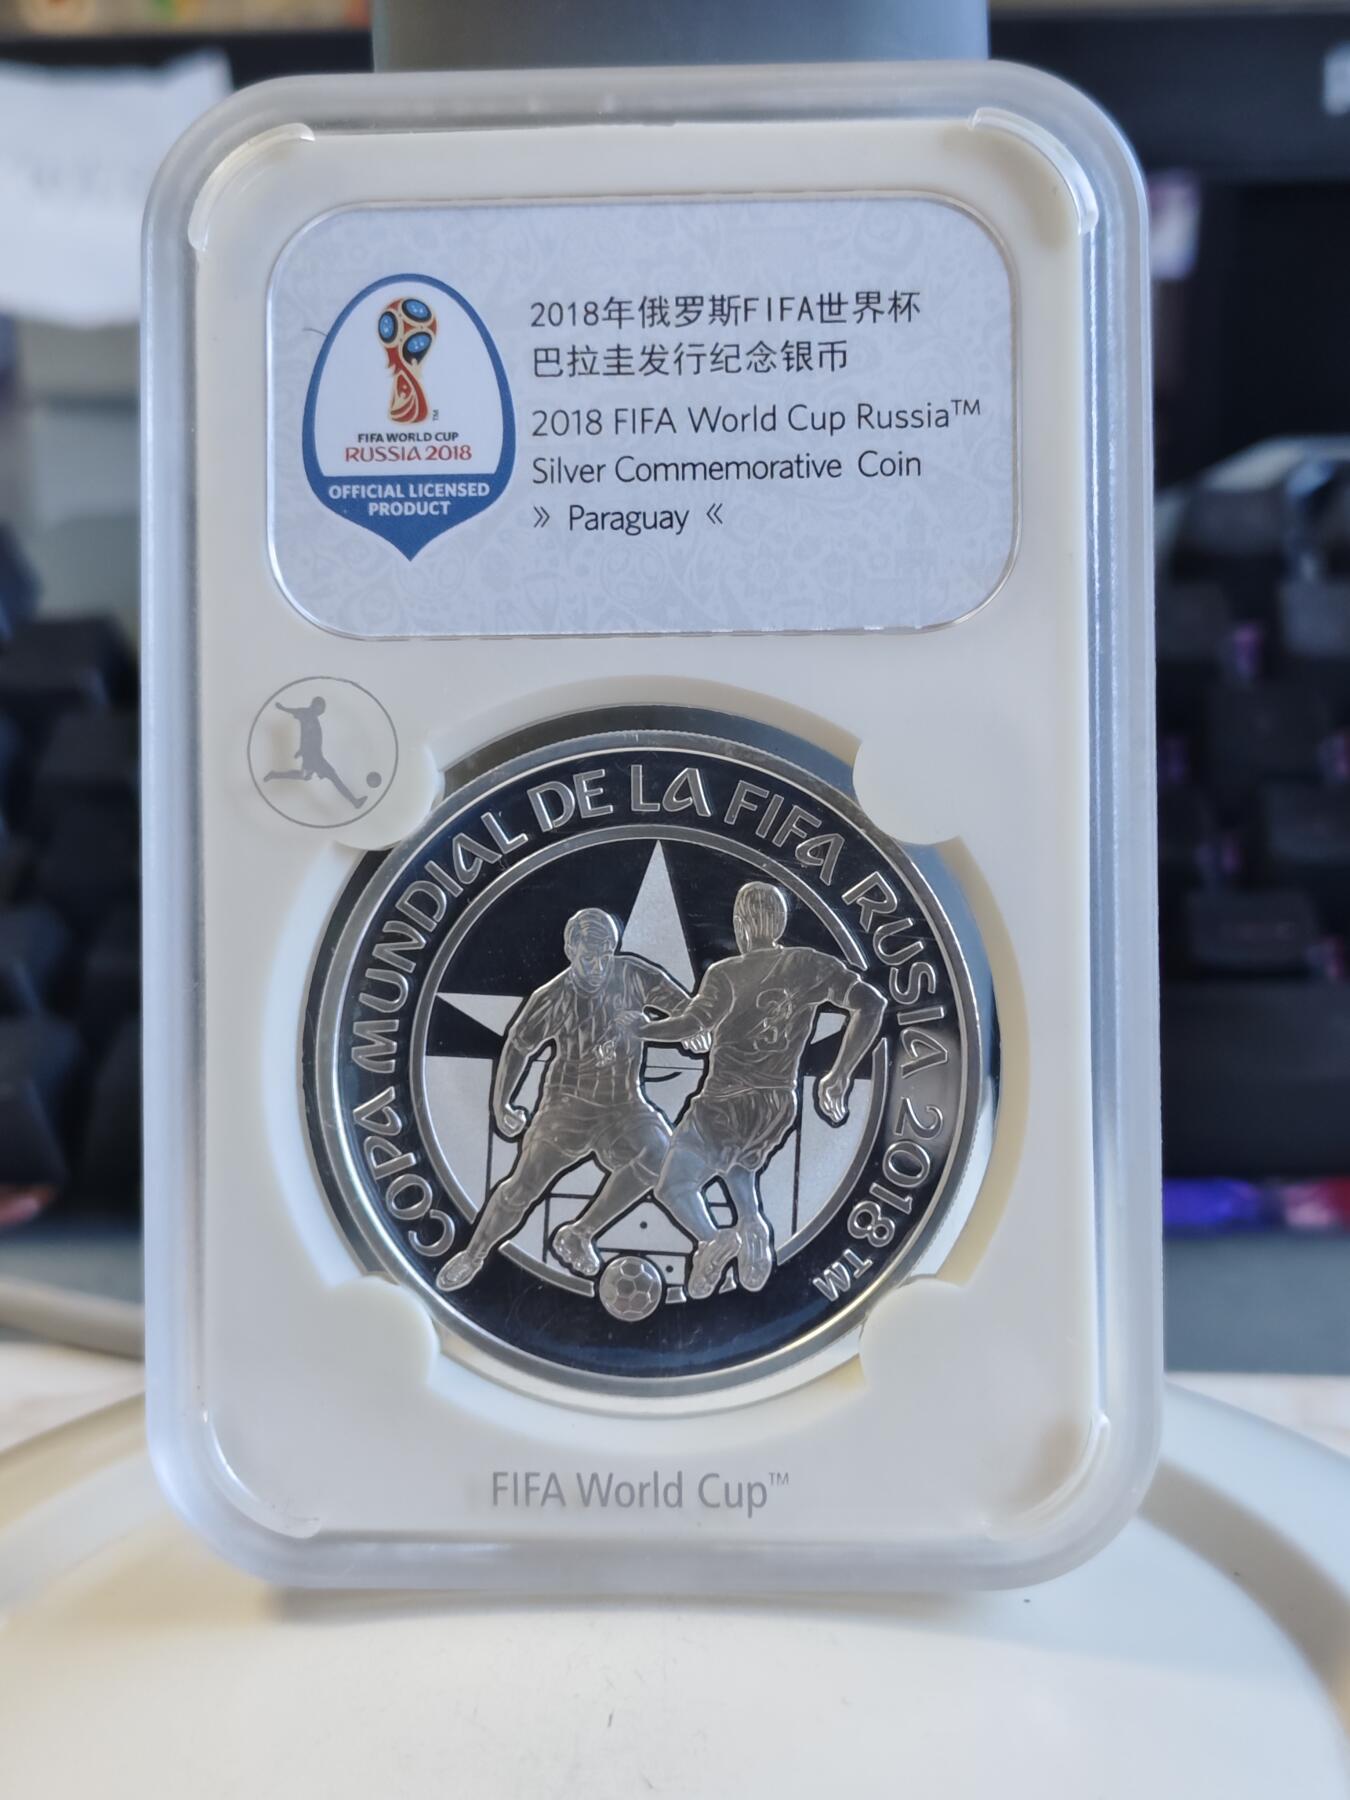 2018年俄罗斯FIFA世界杯
巴拉圭发行纪念银币
2018 FIFA World Cup Russia™
Silver Commemorative Coin
» Paraguay «
™
FIFA WORLD CUP
RUSSIA 2018
OFFICIAL LICENSED
PRODUCT
COPA MUNDIAL DE LA FIFA RUSIA 2018 ™
3
FIFA World Cup™